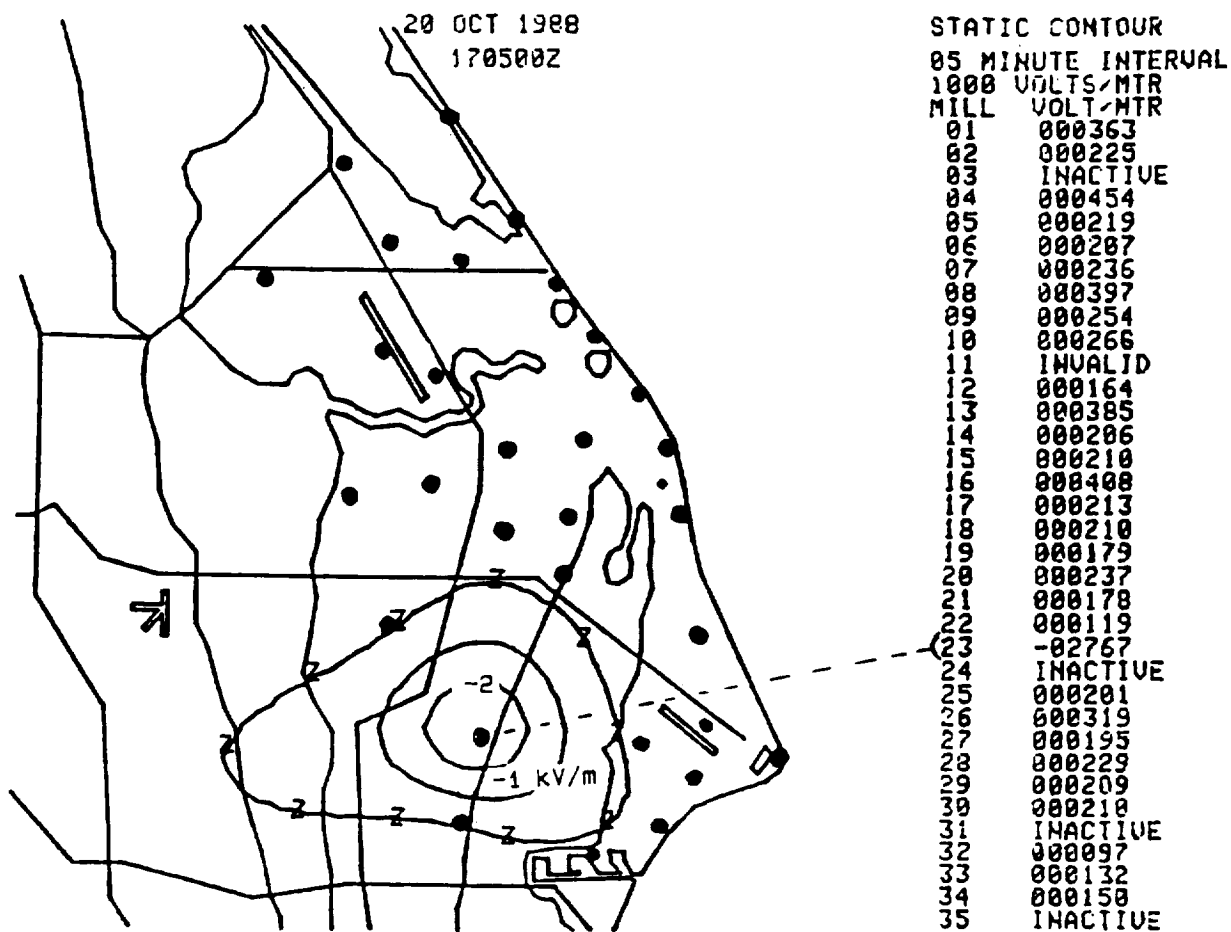 20 OCT 1988
170500Z
STATIC CONTOUR
05 MINUTE INTERVAL
1000 VOLTS/MTR
MILL VOLT/MTR
01 000363
02 000225
03 INACTIVE
04 000454
05 000219
06 000207
07 000236
08 000397
09 000254
10 000266
11 INVALID
12 000164
13 000385
14 000206
15 000210
16 000408
17 000213
18 000210
19 000179
20 000237
21 000178
22 000119
23 -02767
24 INACTIVE
25 000201
26 000319
27 000195
28 000229
29 000209
30 000210
31 INACTIVE
32 000097
33 000132
34 000150
35 INACTIVE
Z
Z
Z
Z
-2
Z
-1 kV/m
Z
Z
Z
Z